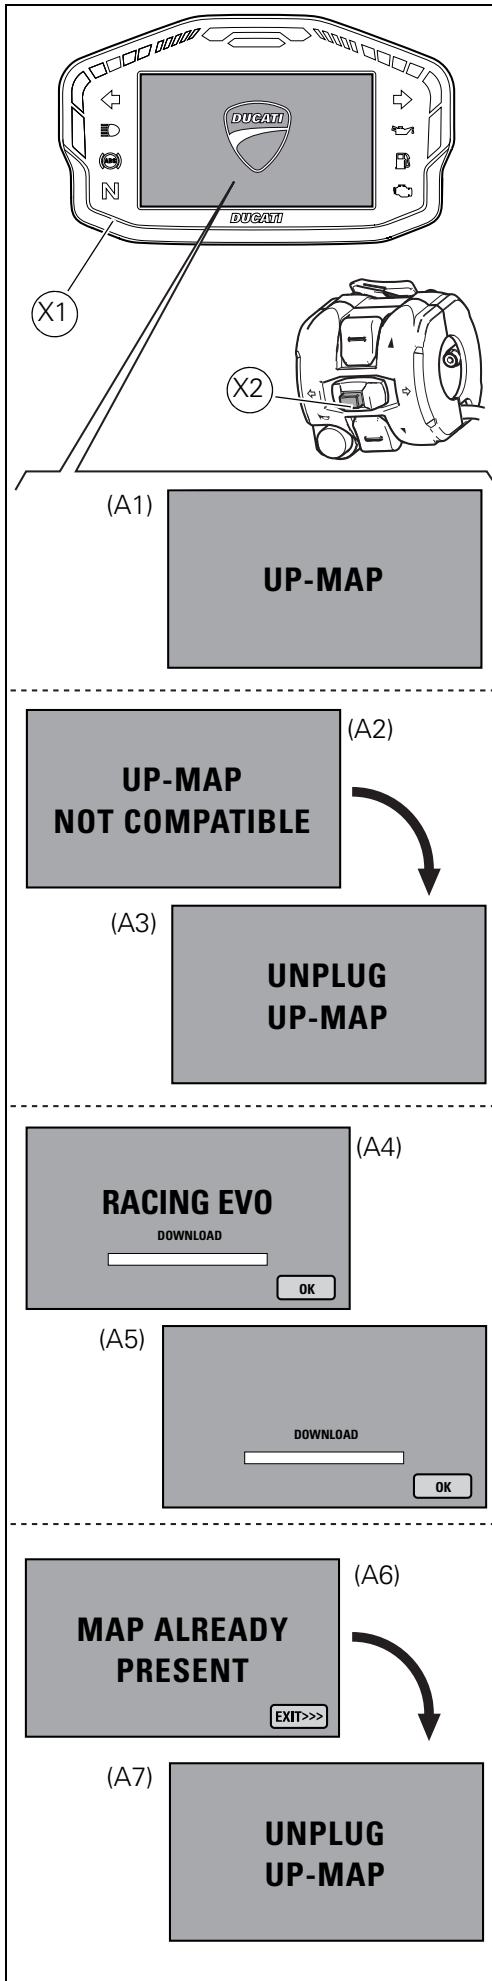 DUCATI
ABS
N
DUCATI
X1
X2
(A1)
UP-MAP
(A2)
UP-MAP
NOT COMPATIBLE
(A3)
UNPLUG
UP-MAP
(A4)
RACING EVO
DOWNLOAD
OK
(A5)
DOWNLOAD
OK
(A6)
MAP ALREADY
PRESENT
EXIT>>>
(A7)
UNPLUG
UP-MAP